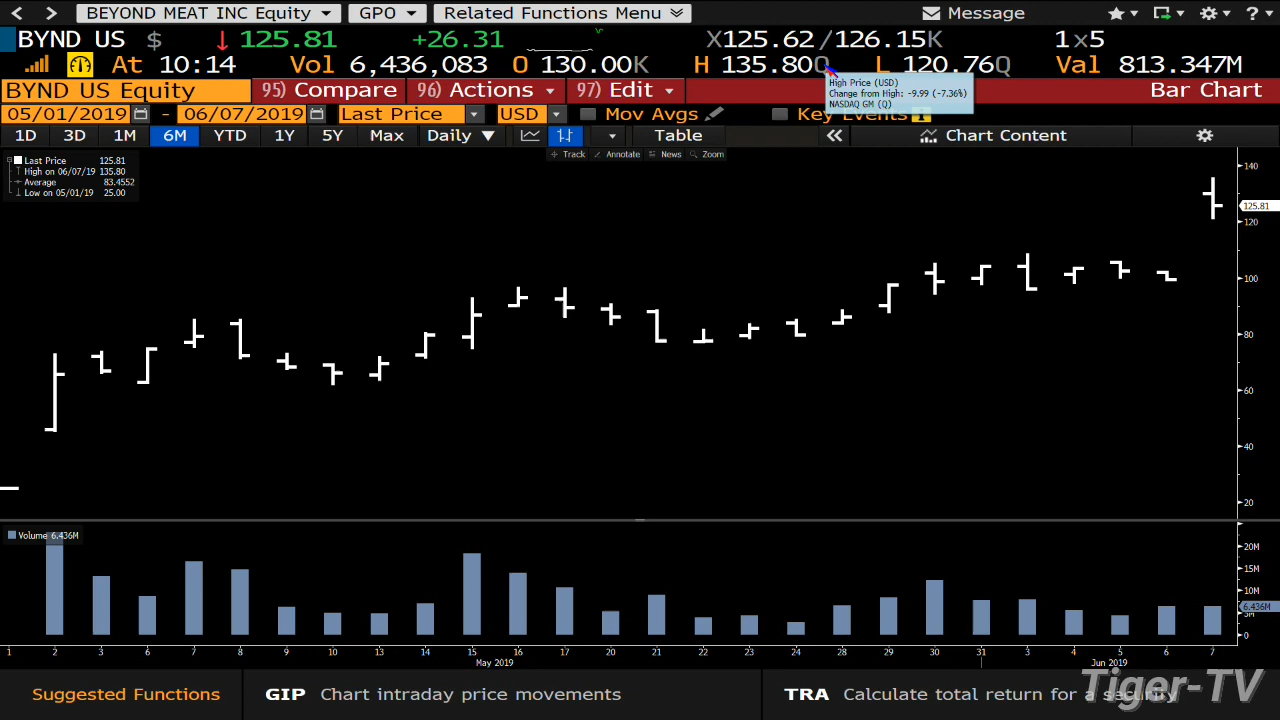 BEYOND MEAT INC Equity GPO Related Functions Menu Message ?
BYND US $ ↓ 125.81 +26.31 X125.62 /126.15K 1x5
At 10:14 Vol 6,436,083 O 130.00K H 135.80Q L 120.76Q Val 813.347M
High Price (USD)
Change from High: -9.99 (-7.36%)
NASDAQ GM (Q)
BYND US Equity 95) Compare 96) Actions 97) Edit Bar Chart
05/01/2019 - 06/07/2019 Last Price USD Mov Avgs Key Events
1D 3D 1M 6M YTD 1Y 5Y Max Daily ▼ Table « Chart Content
Track Annotate News Zoom
Last Price 125.81
High on 06/07/19 135.80
Average 83.4552
Low on 05/01/19 25.00
140
125.81
120
100
80
60
40
20
Volume 6.436M
20M
15M
10M
6.436M
5M
0
1 2 3 6 7 8 9 10 13 14 15 16 17 20 21 22 23 24 28 29 30 31 3 4 5 6 7
May 2019 Jun 2019
Suggested Functions GIP Chart intraday price movements TRA Calculate total return for a security
Tiger-TV